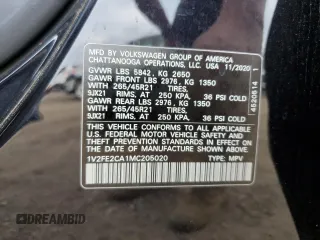 MFD. BY VOLKSWAGEN GROUP OF AMERICA
CHATTANOOGA OPERATIONS, LLC. USA 11/2020
GVWR LBS 5842, KG 2650
GAWR FRONT LBS 2976, KG 1350
WITH 265/45R21 TIRES,
9JX21 RIMS, AT 250 KPA, 36 PSI COLD
GAWR REAR LBS 2976, KG 1350
WITH 265/45R21 TIRES,
9JX21 RIMS, AT 250 KPA, 36 PSI COLD
THIS VEHICLE CONFORMS TO ALL APPLICABLE
U.S. FEDERAL MOTOR VEHICLE SAFETY
STANDARDS IN EFFECT ON THE DATE OF
MANUFACTURE SHOWN ABOVE.
1V2FE2CA1MC205020 TYPE: MPV